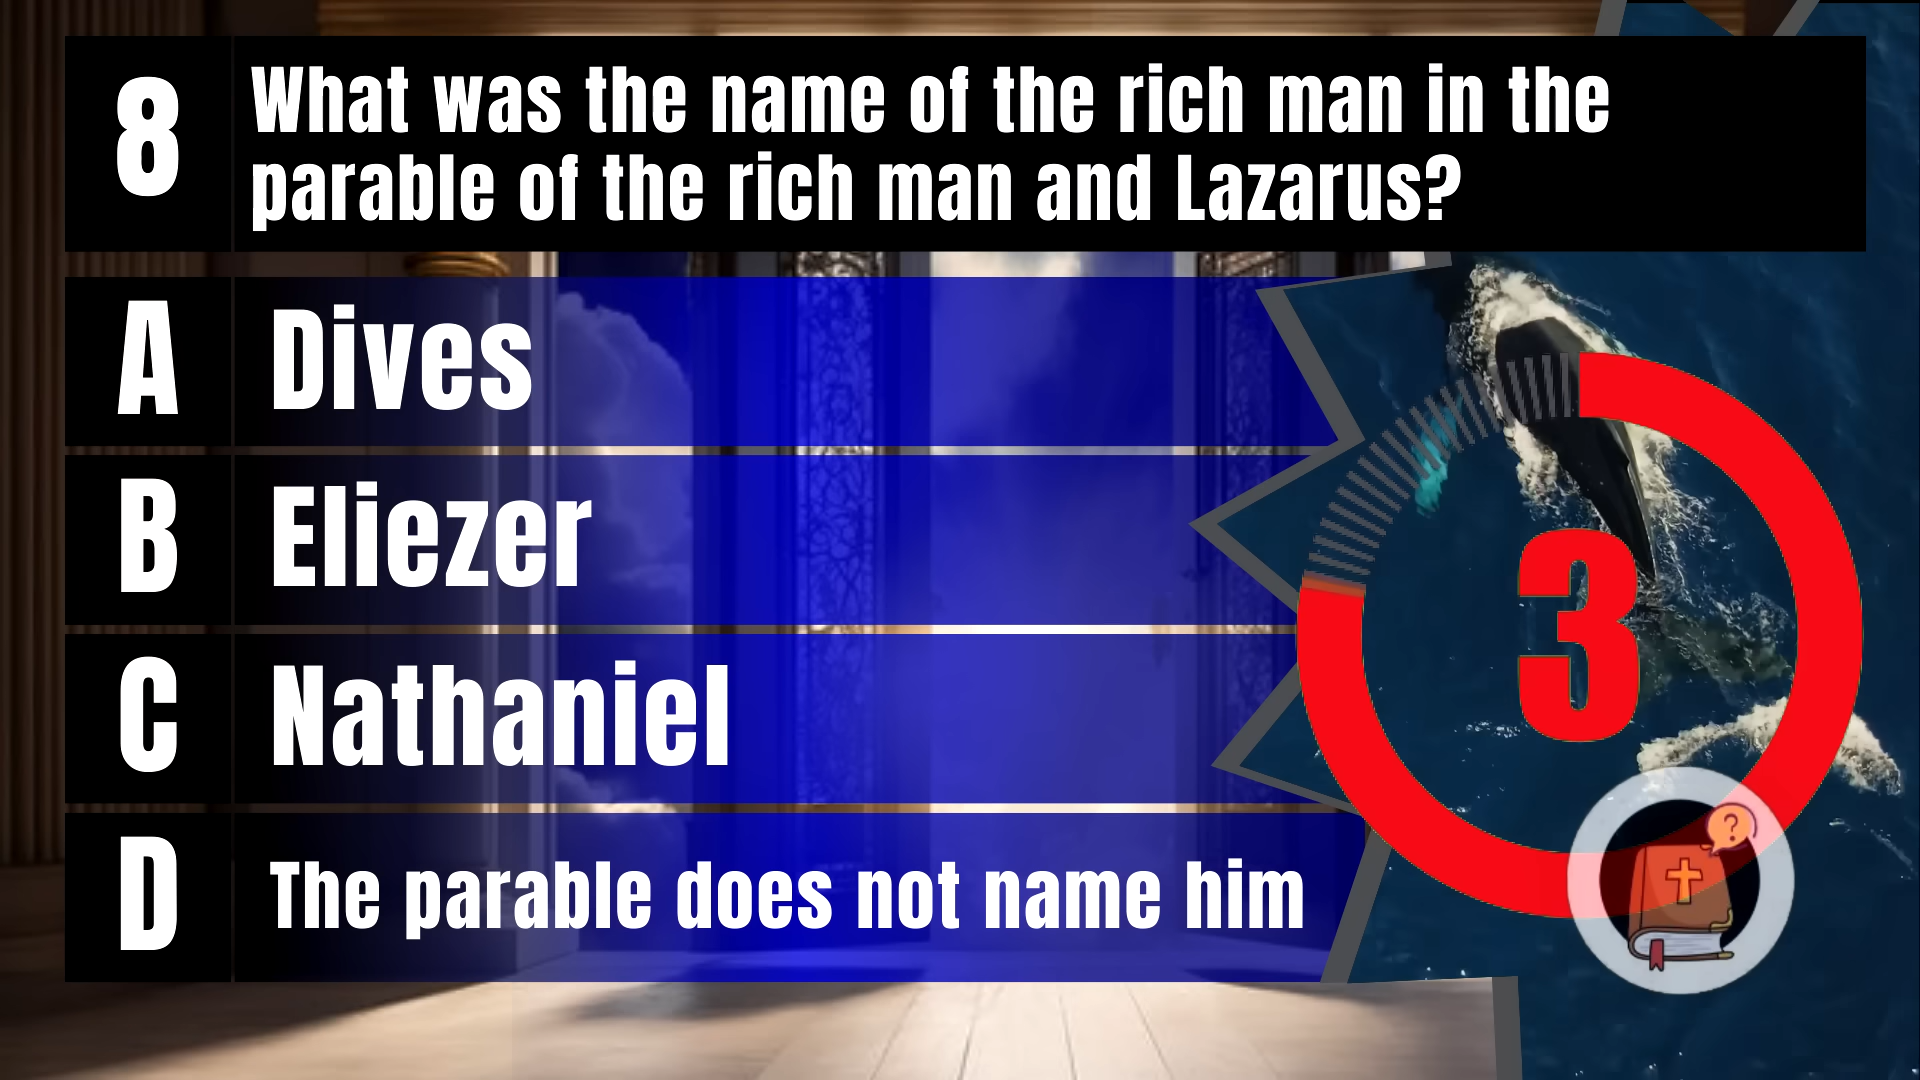 8
What was the name of the rich man in the
parable of the rich man and Lazarus?
A
Dives
B
Eliezer
C
Nathaniel
D
The parable does not name him
3
?